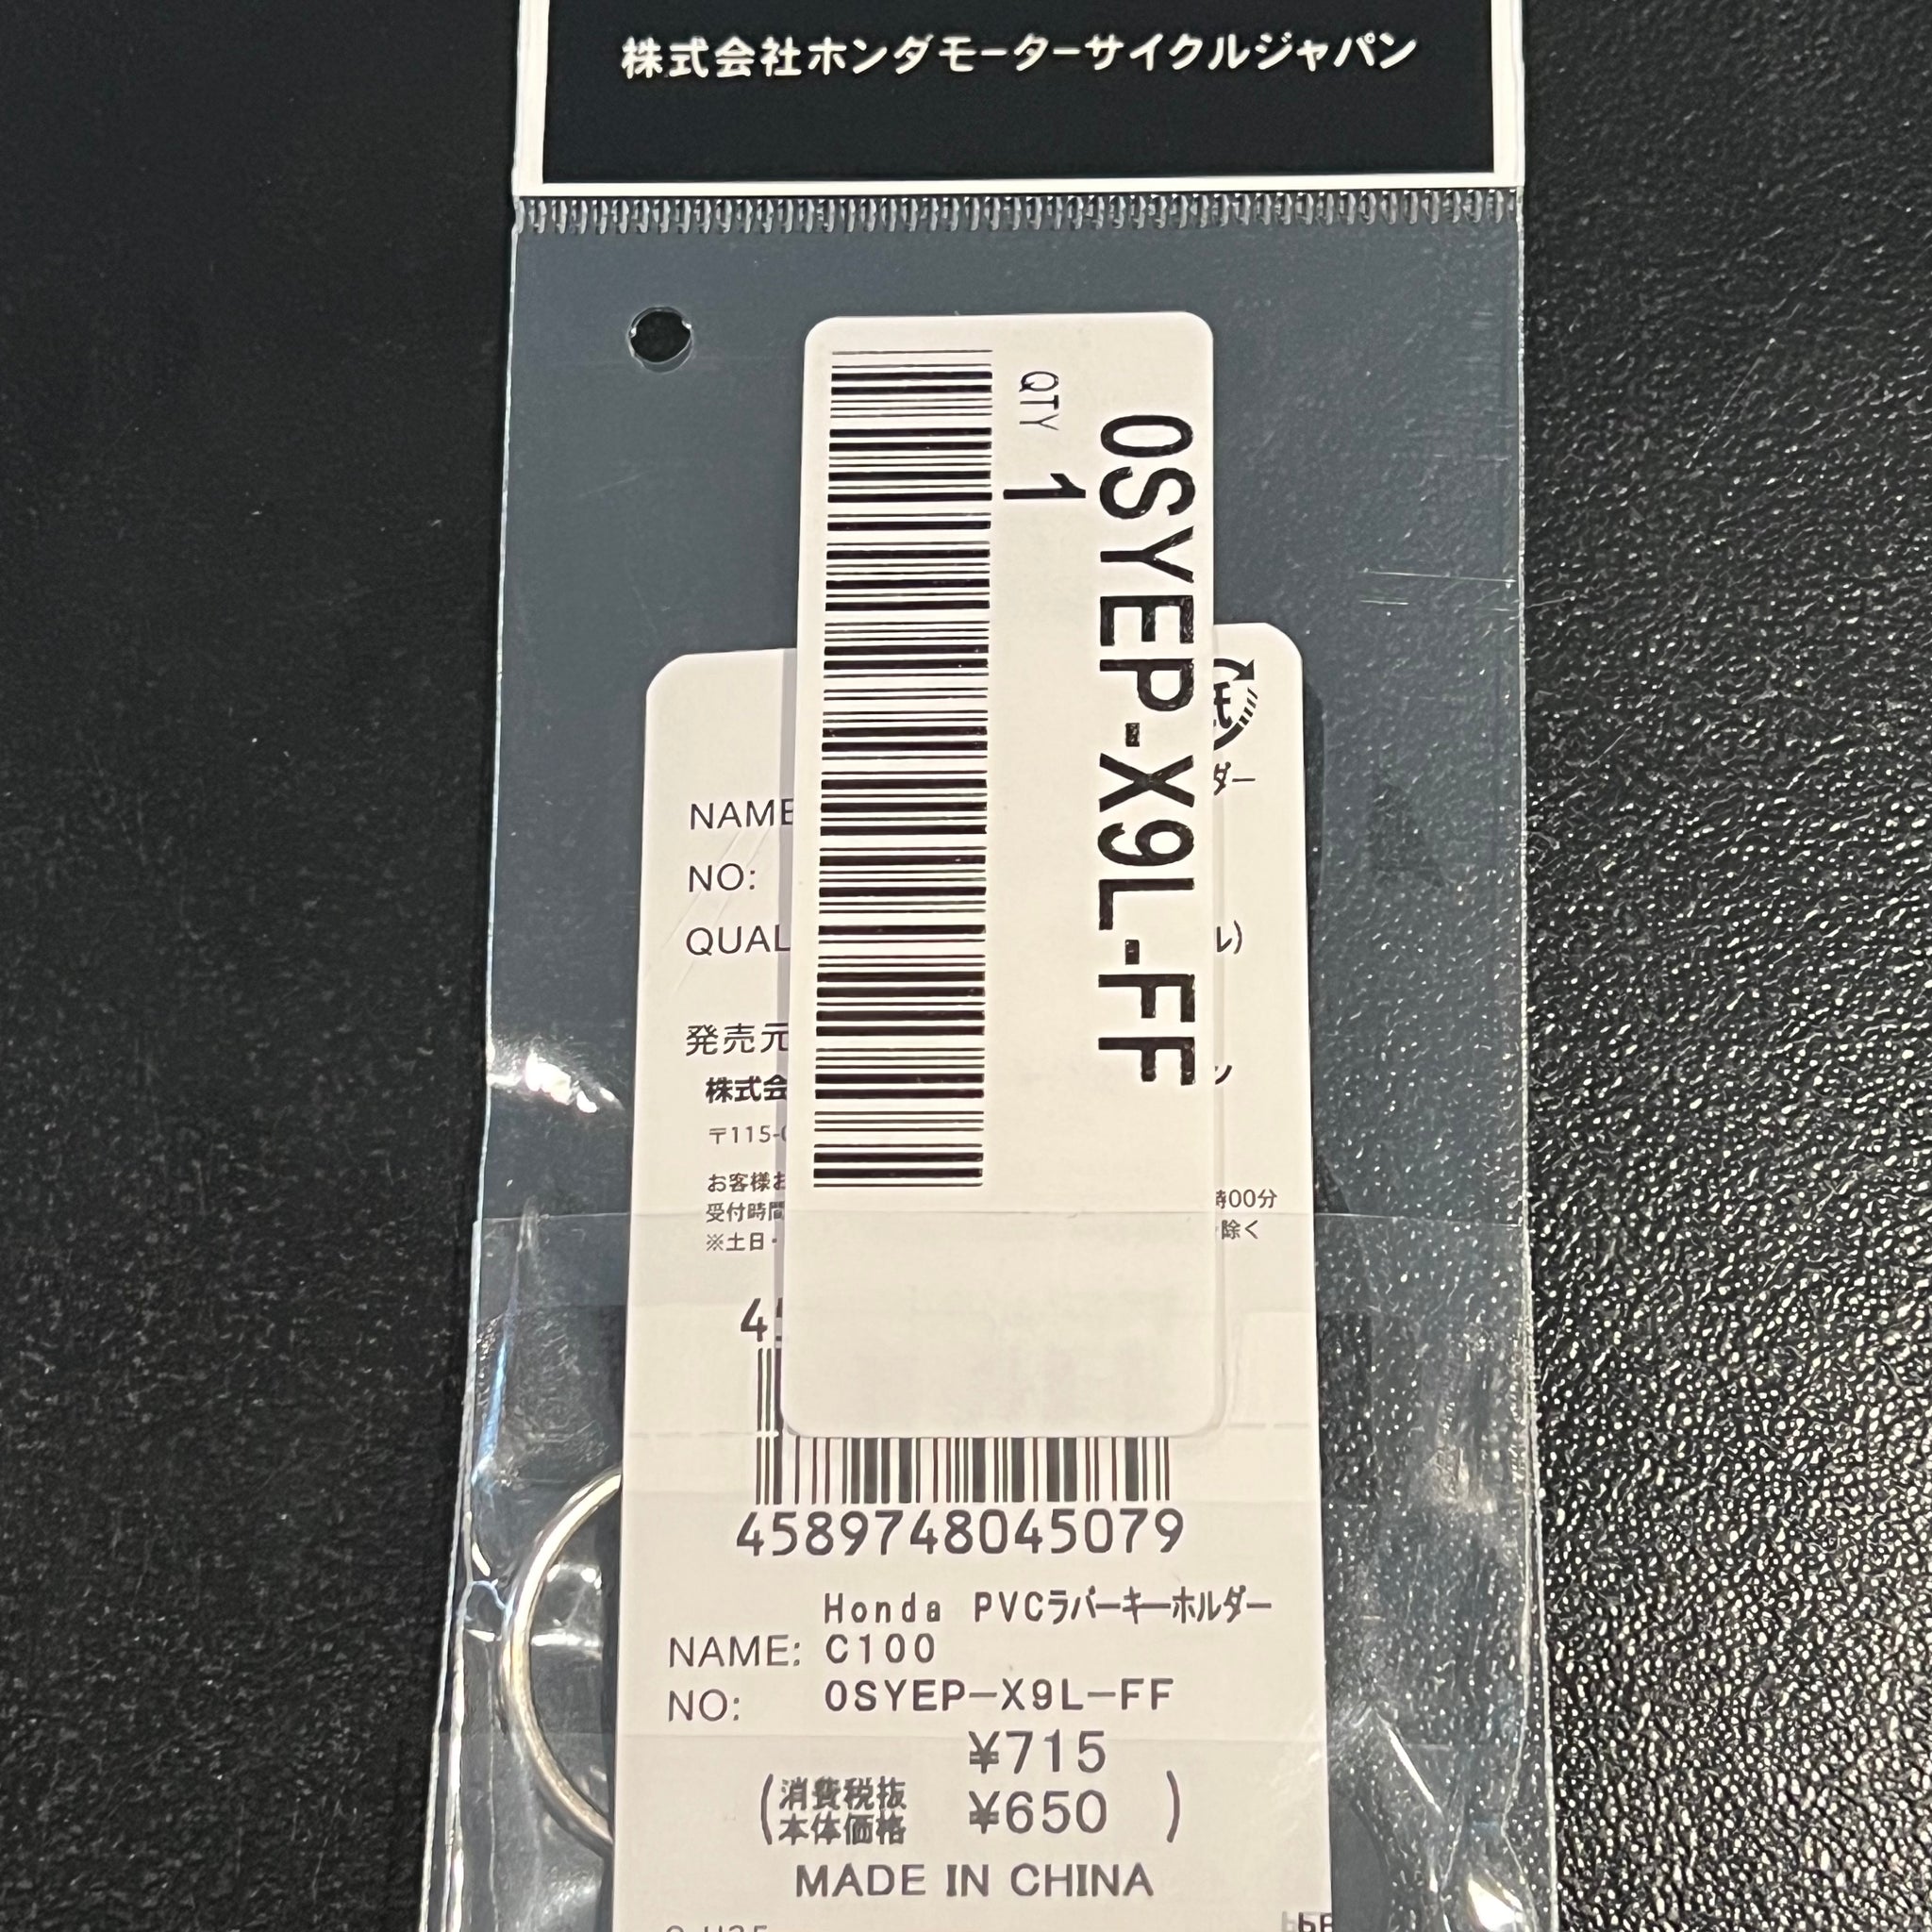 株式会社ホンダモーターサイクルジャパン
QTY 1
0SYEP-X9L-FF
ダー
NAME
NO:
QUAL
ル)
発売元
株式会
ン
〒115-0
お客様お
受付時間
時00分
※土日・
除く
45
4589748045079
Honda PVCラバーキーホルダー
NAME: C100
NO: 0SYEP-X9L-FF
¥715
(消費税抜本体価格 ¥650)
MADE IN CHINA